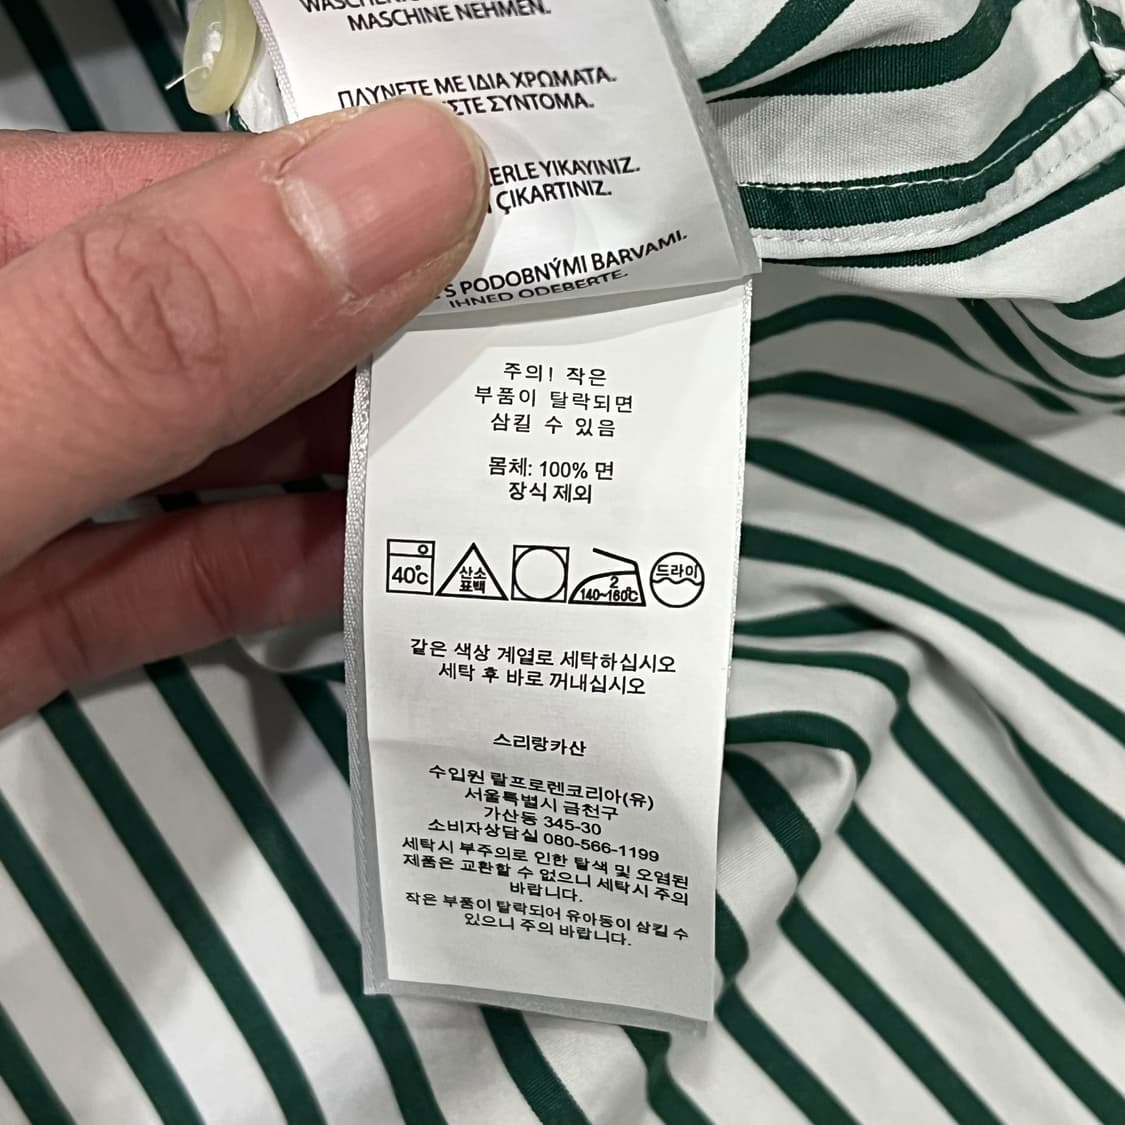 MASCHINE NEHMEN.
ΠΛΥΝΕΤΕ ΜΕ ΙΔΙΑ ΧΡΩΜΑΤΑ.
ΣΥΝΤΟΜΑ.
YIKAYINIZ.
ÇIKARTINIZ.
S PODOBNÝMI BARVAMI.
IHNED ODEBERTE.
주의! 작은
부품이 탈락되면
삼킬 수 있음
몸체: 100% 면
장식 제외
40°C
산소
표백
2
140~160°C
드라이
같은 색상 계열로 세탁하십시오
세탁 후 바로 꺼내십시오
스리랑카산
수입원 랄프로렌코리아(유)
서울특별시 금천구
가산동 345-30
소비자상담실 080-566-1199
세탁시 부주의로 인한 탈색 및 오염된
제품은 교환할 수 없으니 세탁시 주의
바랍니다.
작은 부품이 탈락되어 유아동이 삼킬 수
있으니 주의 바랍니다.